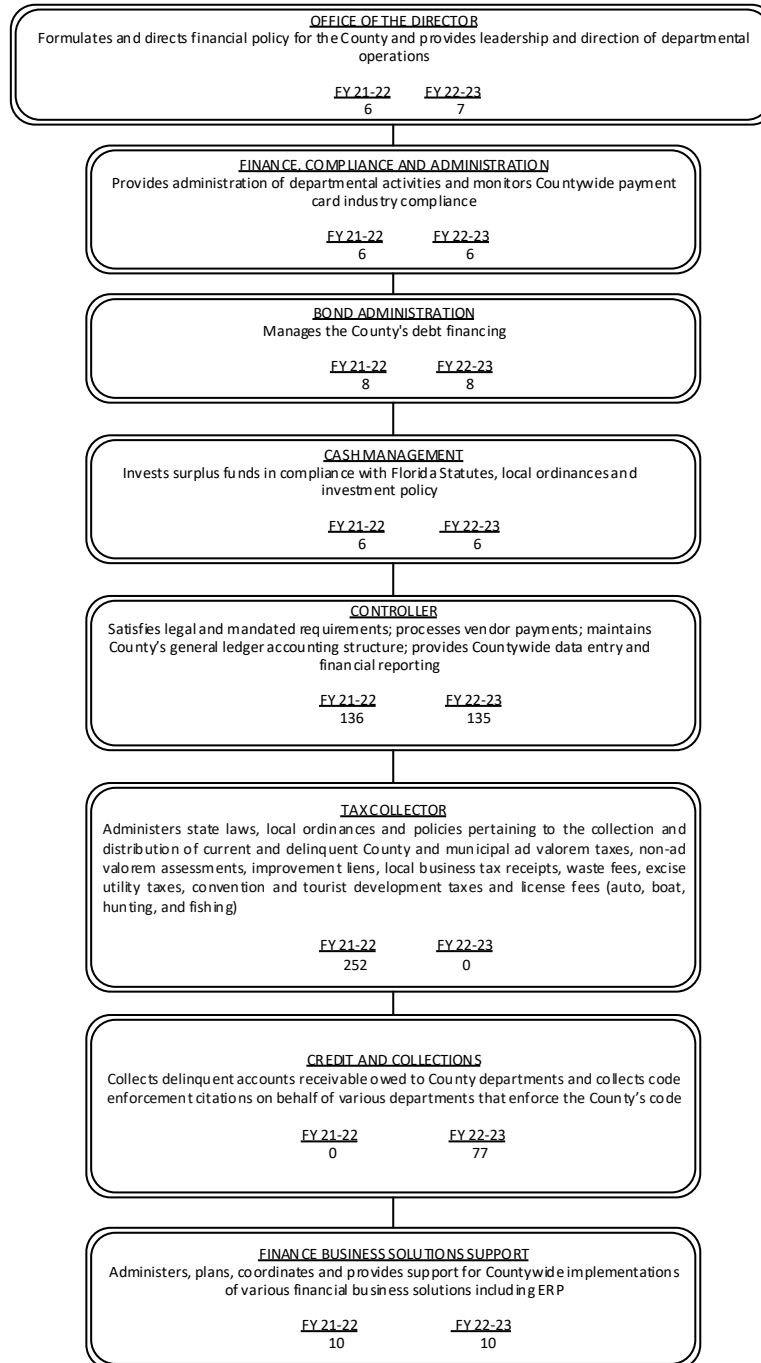 OFFICE OF THE DIRECTOR
Formulates and directs financial policy for the County and provides leadership and direction of departmental
operations
FY 21-22 FY 22-23
6 7
FINANCE, COMPLIANCE AND ADMINISTRATION
Provides administration of departmental activities and monitors Countywide payment
card industry compliance
FY 21-22 FY 22-23
6 6
BOND ADMINISTRATION
Manages the County's debt financing
FY 21-22 FY 22-23
8 8
CASH MANAGEMENT
Invests surplus funds in compliance with Florida Statutes, local ordinances and
investment policy
FY 21-22 FY 22-23
6 6
CONTROLLER
Satisfies legal and mandated requirements; processes vendor payments; maintains
County's general ledger accounting structure; provides Countywide data entry and
financial reporting
FY 21-22 FY 22-23
136 135
TAX COLLECTOR
Administers state laws, local ordinances and policies pertaining to the collection and
distribution of current and delinquent County and municipal ad valorem taxes, non-ad
valorem assessments, improvement liens, local business tax receipts, waste fees, excise
utility taxes, convention and tourist development taxes and license fees (auto, boat,
hunting, and fishing)
FY 21-22 FY 22-23
252 0
CREDIT AND COLLECTIONS
Collects delinquent accounts receivable owed to County departments and collects code
enforcement citations on behalf of various departments that enforce the County's code
FY 21-22 FY 22-23
0 77
FINANCE BUSINESS SOLUTIONS SUPPORT
Administers, plans, coordinates and provides support for Countywide implementations
of various financial business solutions including ERP
FY 21-22 FY 22-23
10 10